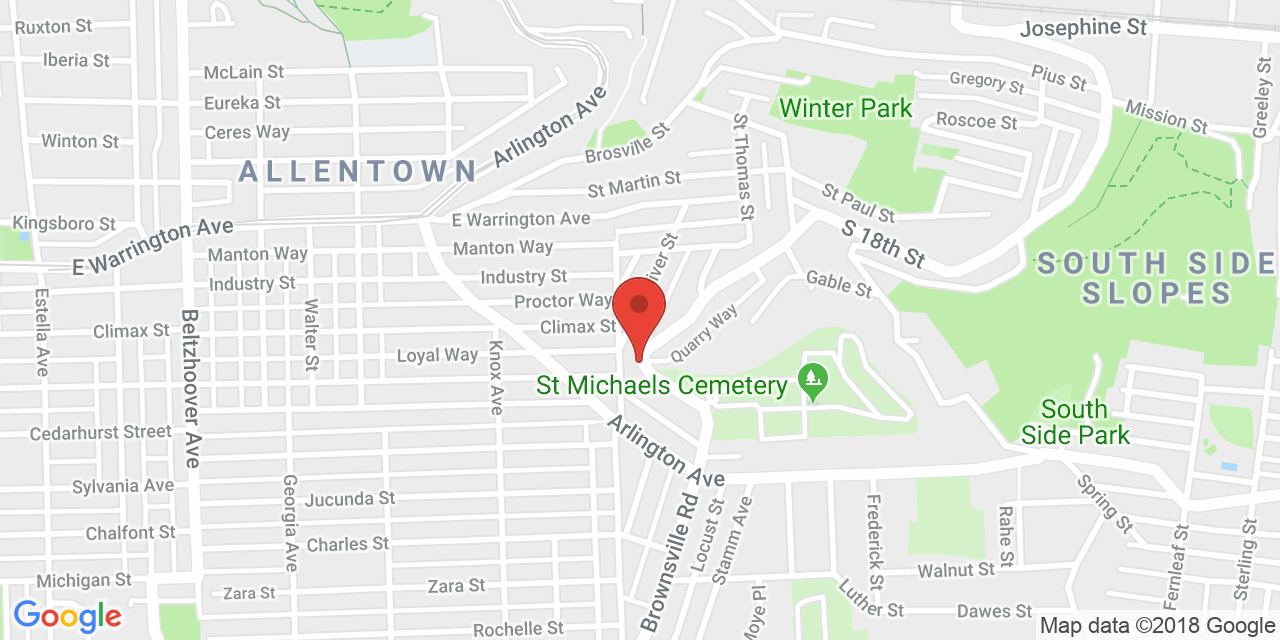 Ruxton St
Josephine St
Iberia St
McLain St
Pius St
Greeley St
Gregory St
Eureka St
Winter Park
Mission St
Arlington Ave
Roscoe St
Ceres Way
Winton St
St Thomas St
Brosville St
ALLENTOWN
St Martin St
St Paul St
Kingsboro St
E Warrington Ave
E Warrington Ave
S 18th St
Manton Way
Manton Way
SOUTH SIDE
SLOPES
Industry St
Industry St
Gable St
Proctor Way
Estella Ave
Walter St
Climax St
Climax St
Beltzhoover Ave
Quarry Way
Loyal Way
Knox Ave
St Michaels Cemetery
South
Side Park
Cedarhurst Street
Arlington Ave
Sylvania Ave
Jucunda St
Georgia Ave
Brownsville Rd
Locust St
Stamm Ave
Frederick St
Rahe St
Spring St
Fernleaf St
Sterling St
Chalfont St
Charles St
Walnut St
Michigan St
Zara St
Zara St
Moye Pl
Luther St
Dawes St
Rochelle St
Google
Map data ©2018 Google